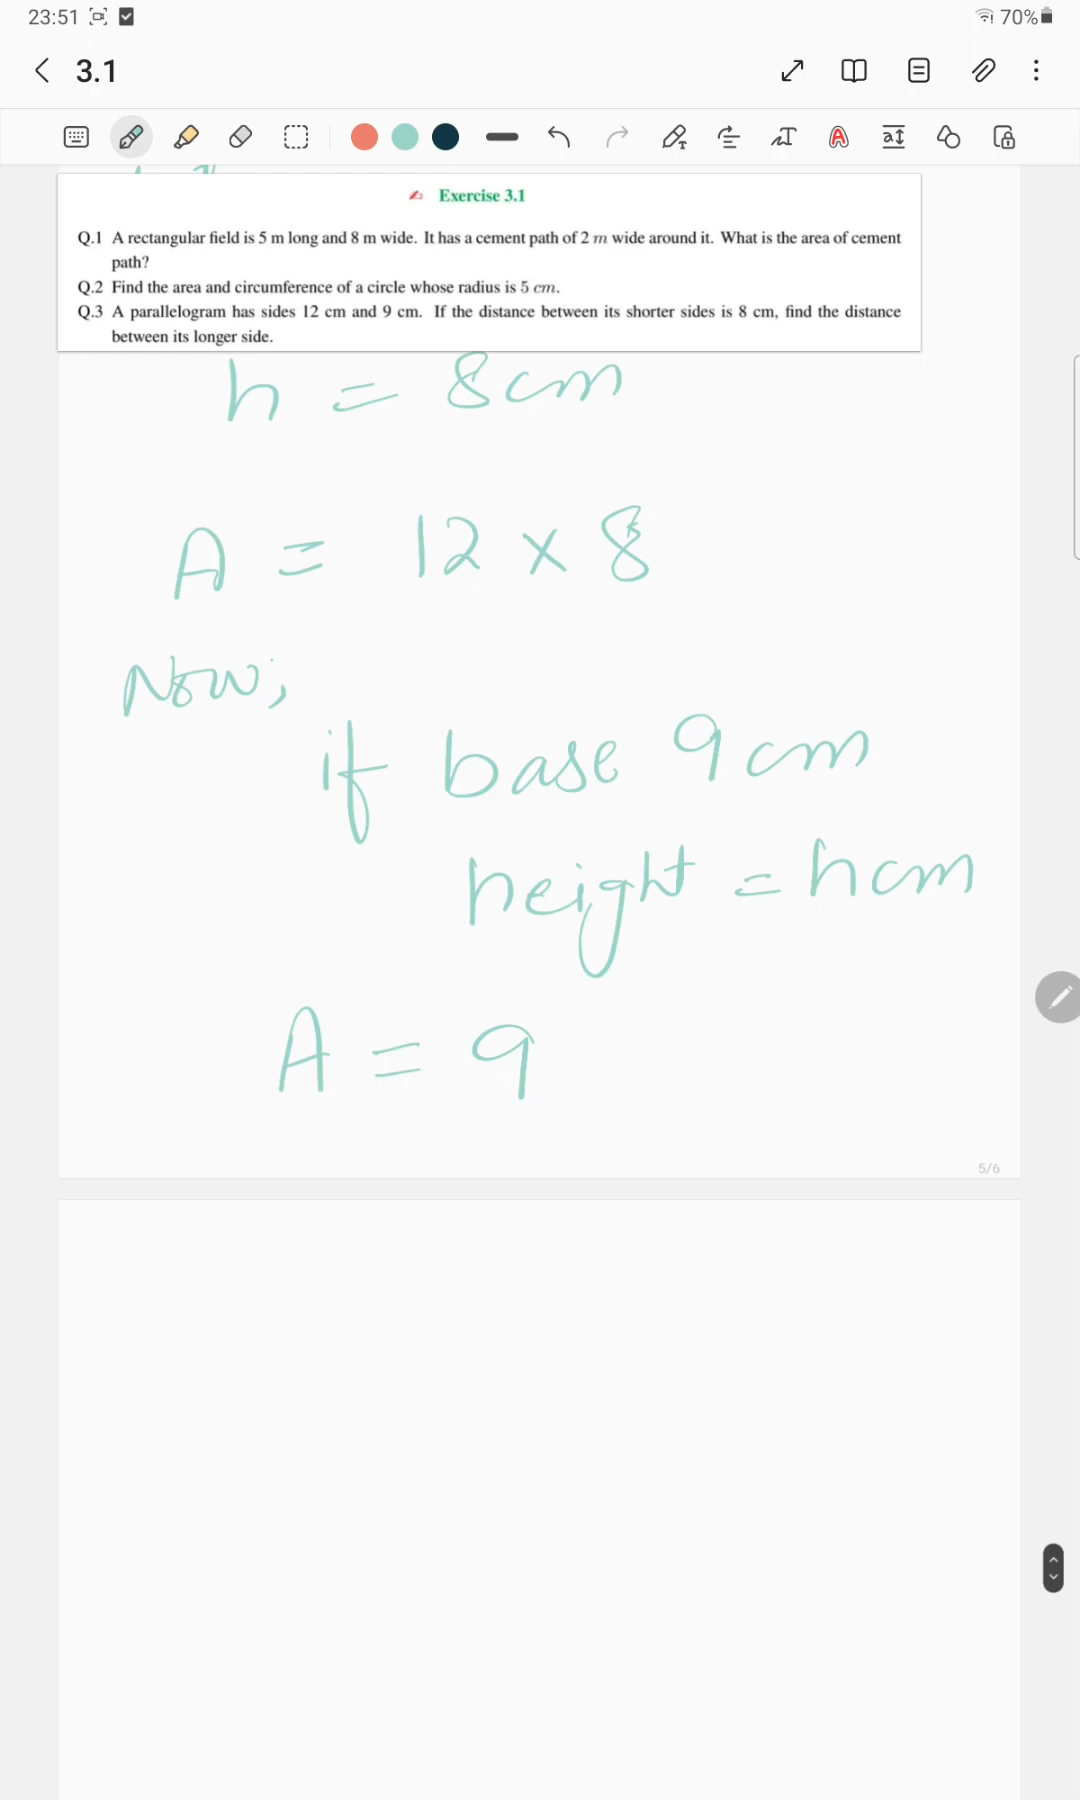 23:51 70%
3.1
Exercise 3.1
Q.1 A rectangular field is 5 m long and 8 m wide. It has a cement path of 2 m wide around it. What is the area of cement
path?
Q.2 Find the area and circumference of a circle whose radius is 5 cm.
Q.3 A parallelogram has sides 12 cm and 9 cm. If the distance between its shorter sides is 8 cm, find the distance
between its longer side.
h = 8cm
A = 12 × 8
Now;
if base 9cm
height = hcm
A = 9
5/6